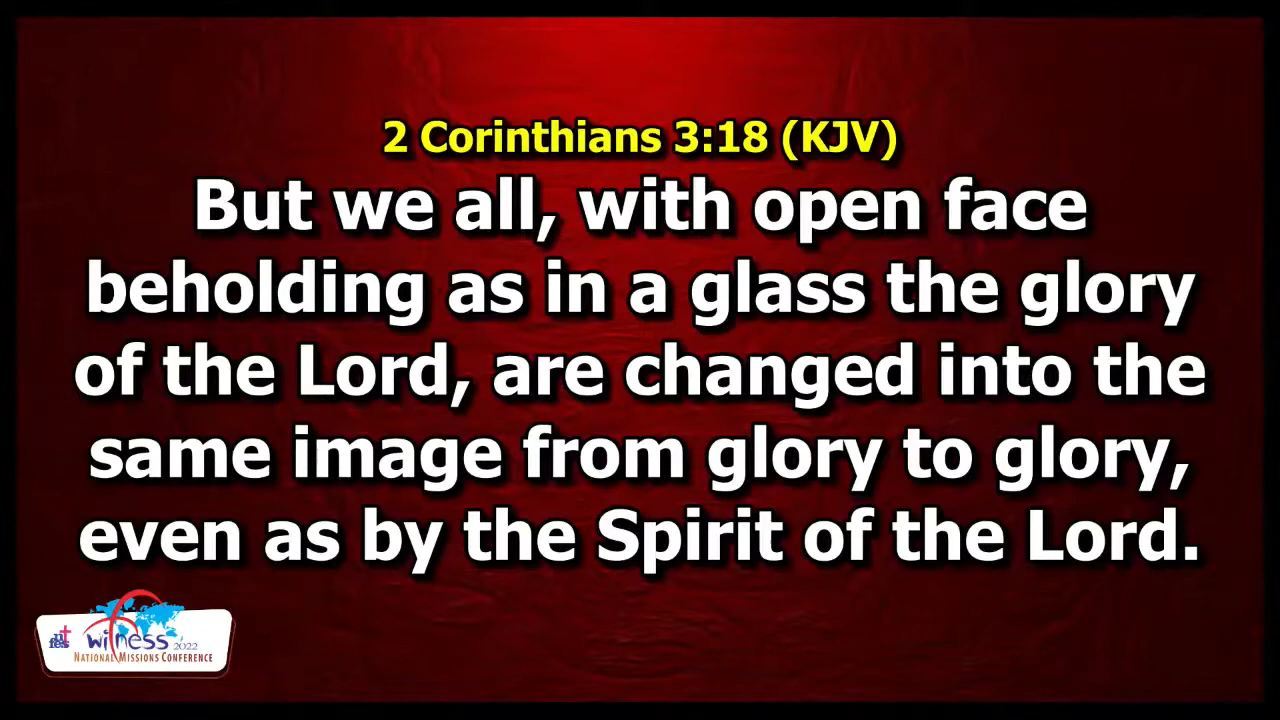 2 Corinthians 3:18 (KJV)
But we all, with open face
beholding as in a glass the glory
of the Lord, are changed into the
same image from glory to glory,
even as by the Spirit of the Lord.
fes witness 2022
NATIONAL MISSIONS CONFERENCE